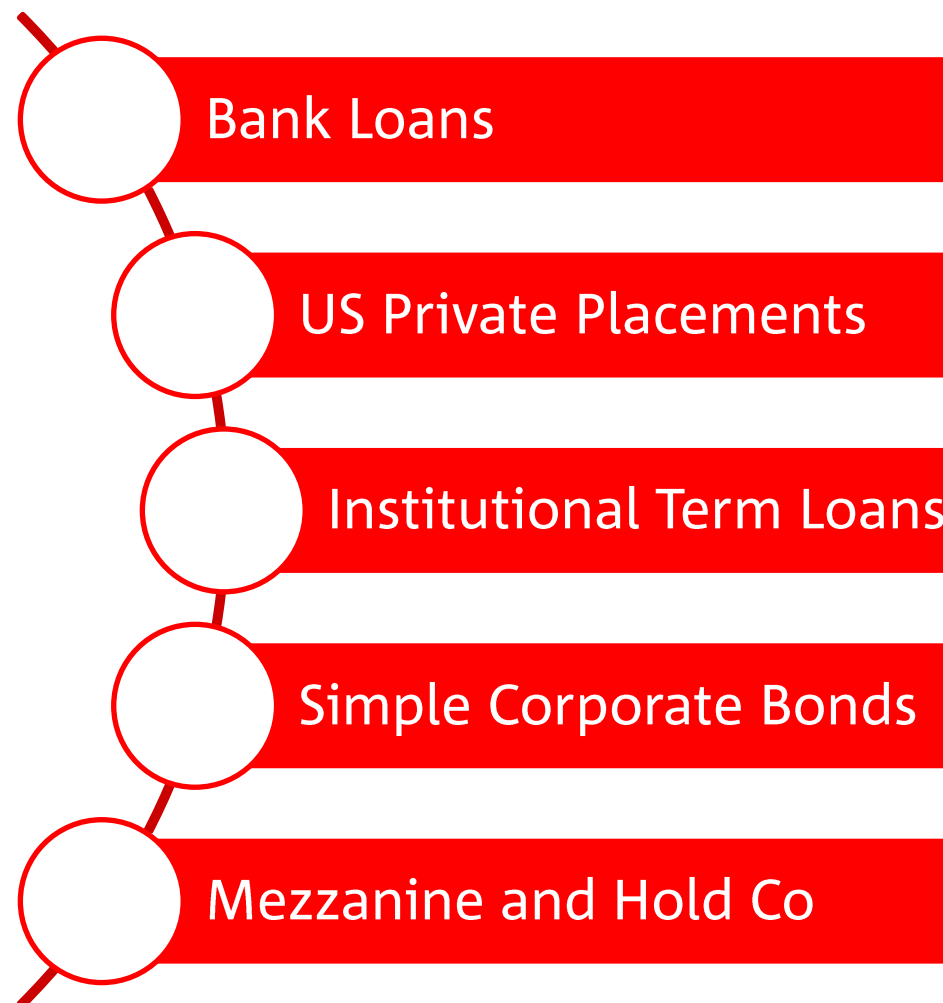 Bank Loans
US Private Placements
Institutional Term Loans
Simple Corporate Bonds
Mezzanine and Hold Co